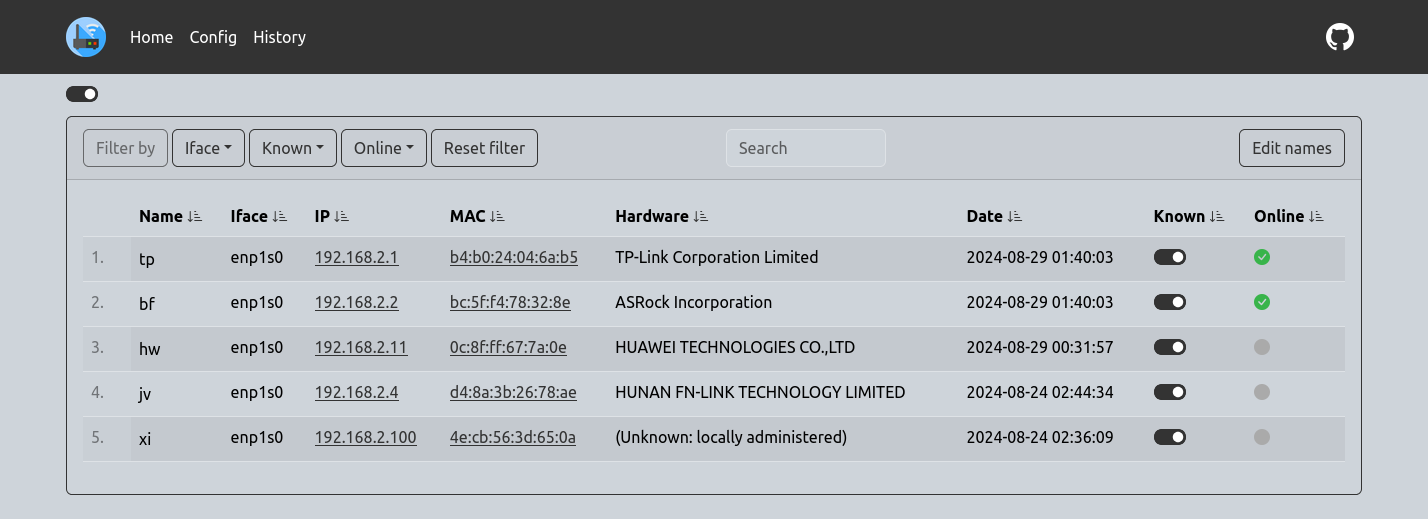 Home Config History
Filter by Iface Known Online Reset filter Search Edit names
Name Iface IP MAC Hardware Date Known Online
1. tp enp1s0 192.168.2.1 b4:b0:24:04:6a:b5 TP-Link Corporation Limited 2024-08-29 01:40:03
2. bf enp1s0 192.168.2.2 bc:5f:f4:78:32:8e ASRock Incorporation 2024-08-29 01:40:03
3. hw enp1s0 192.168.2.11 0c:8f:ff:67:7a:0e HUAWEI TECHNOLOGIES CO.,LTD 2024-08-29 00:31:57
4. jv enp1s0 192.168.2.4 d4:8a:3b:26:78:ae HUNAN FN-LINK TECHNOLOGY LIMITED 2024-08-24 02:44:34
5. xi enp1s0 192.168.2.100 4e:cb:56:3d:65:0a (Unknown: locally administered) 2024-08-24 02:36:09